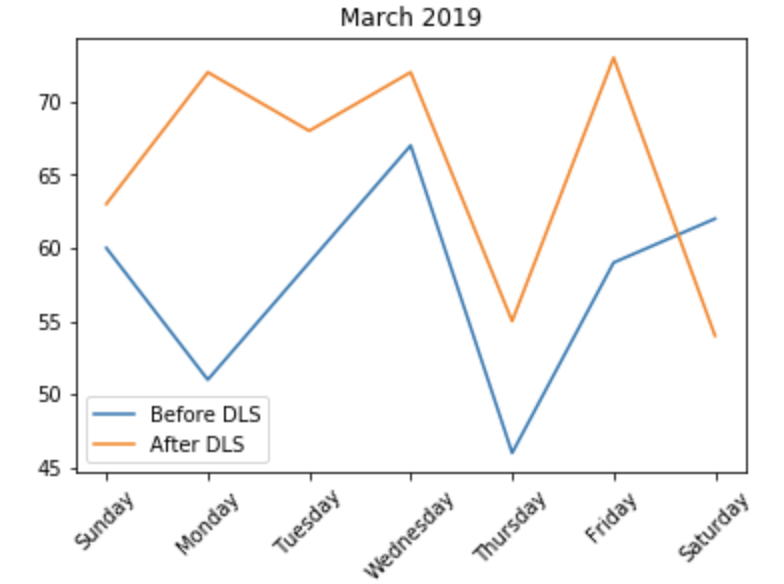 March 2019
70
65
60
55
50
45
Before DLS
After DLS
Sunday
Monday
Tuesday
Wednesday
Thursday
Friday
Saturday